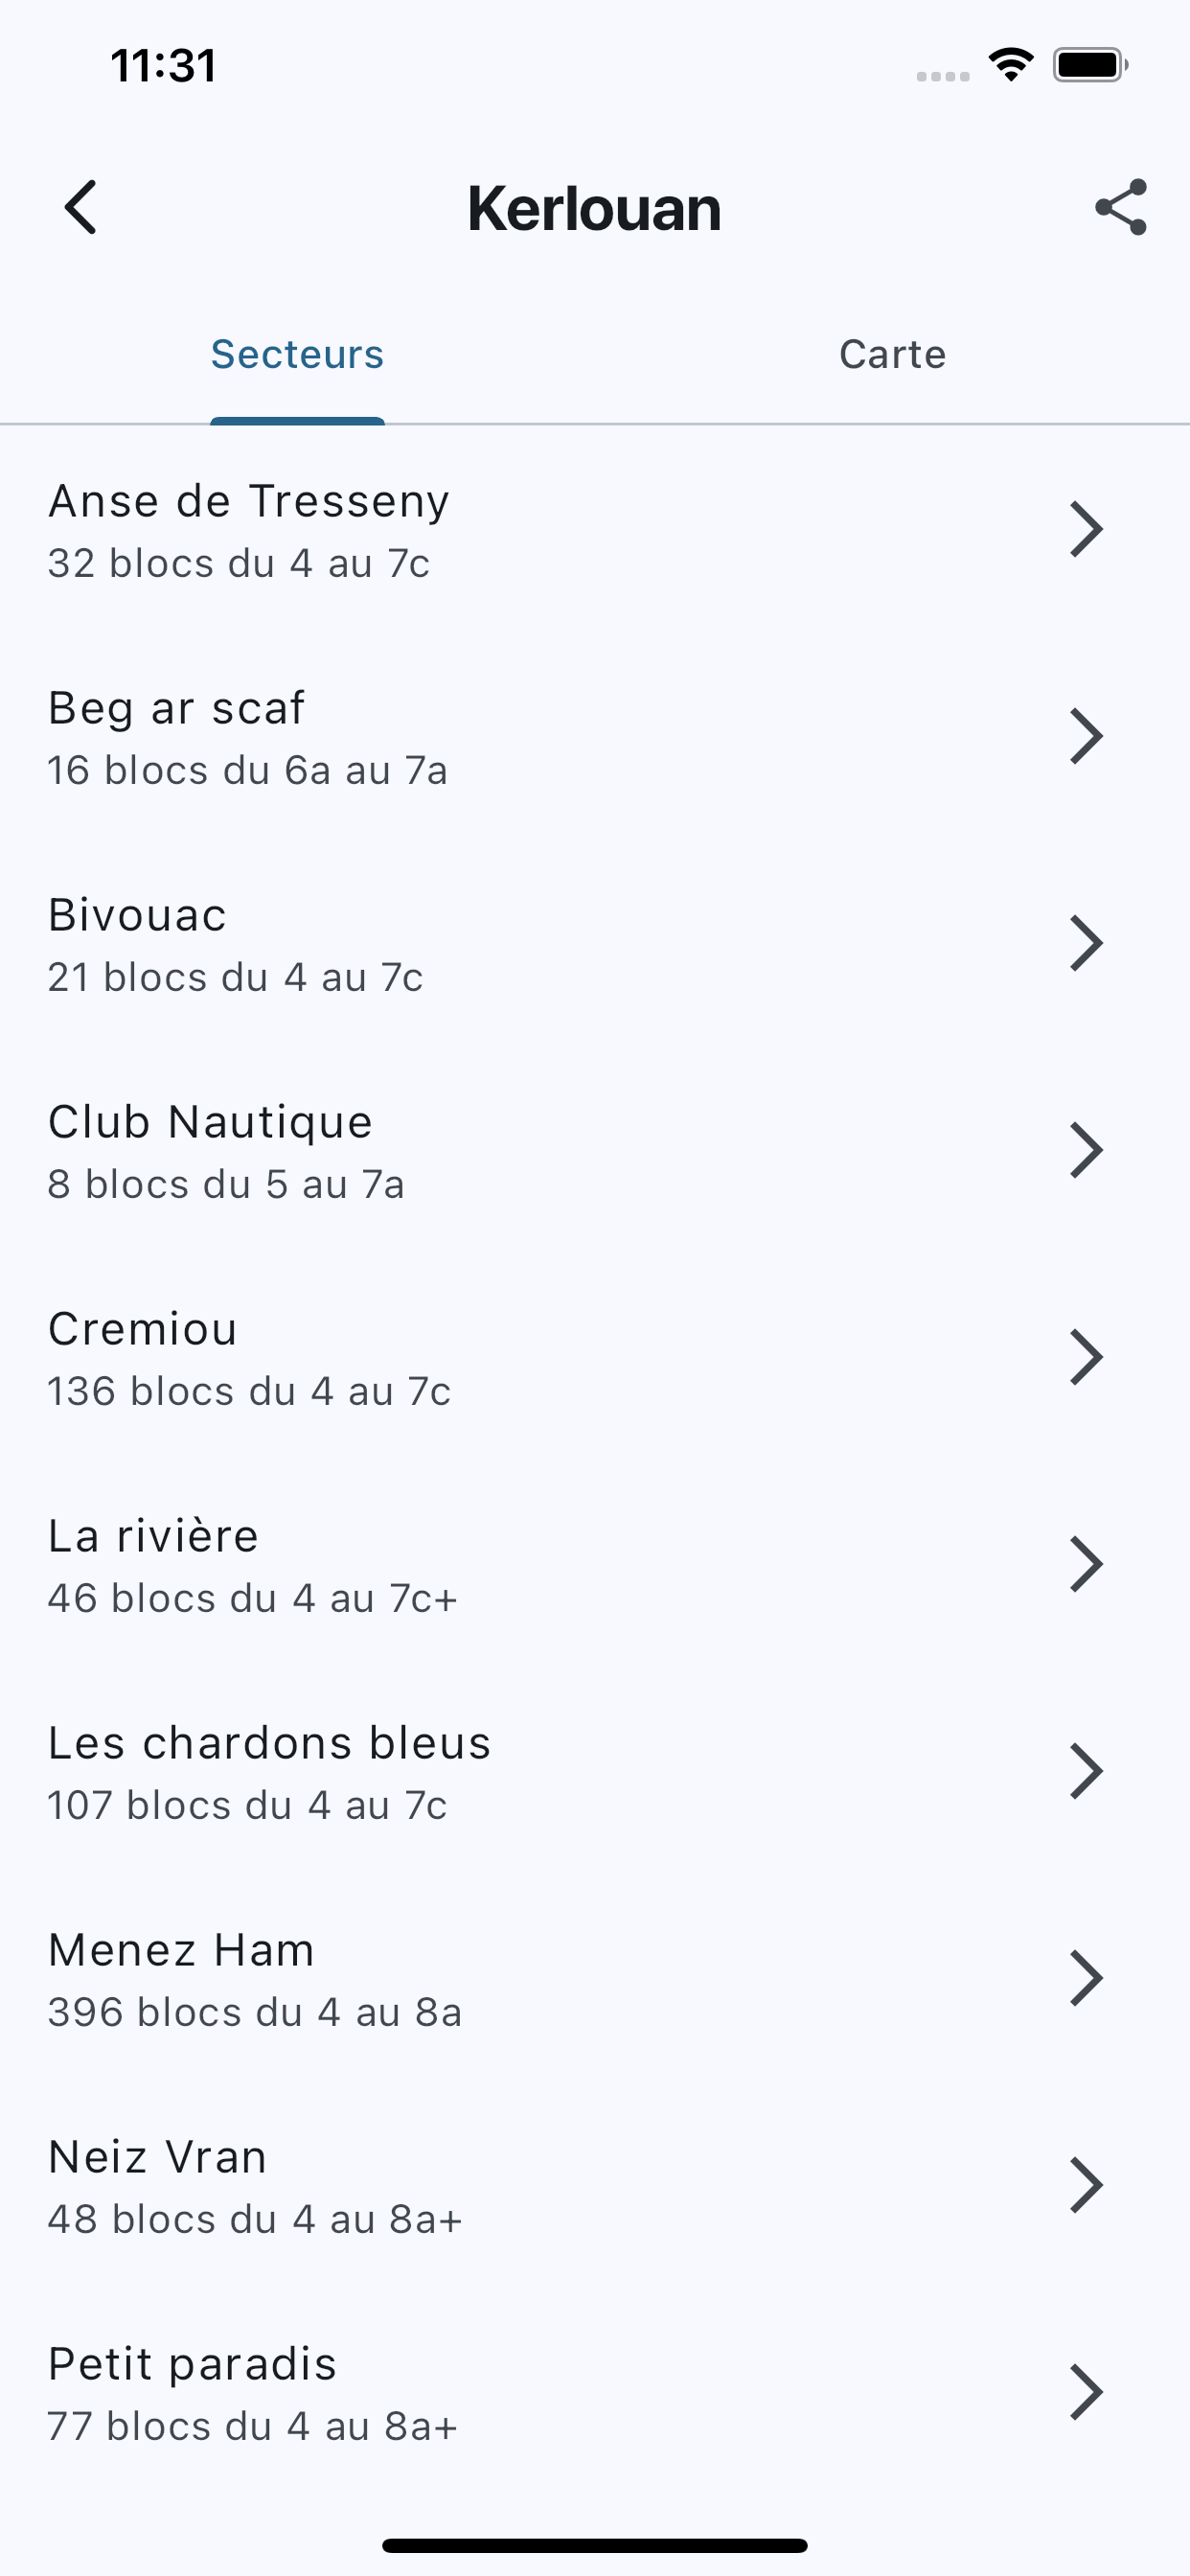 11:31
Kerlouan
Secteurs
Carte
Anse de Tresseny
32 blocs du 4 au 7c
Beg ar scaf
16 blocs du 6a au 7a
Bivouac
21 blocs du 4 au 7c
Club Nautique
8 blocs du 5 au 7a
Cremiou
136 blocs du 4 au 7c
La rivière
46 blocs du 4 au 7c+
Les chardons bleus
107 blocs du 4 au 7c
Menez Ham
396 blocs du 4 au 8a
Neiz Vran
48 blocs du 4 au 8a+
Petit paradis
77 blocs du 4 au 8a+